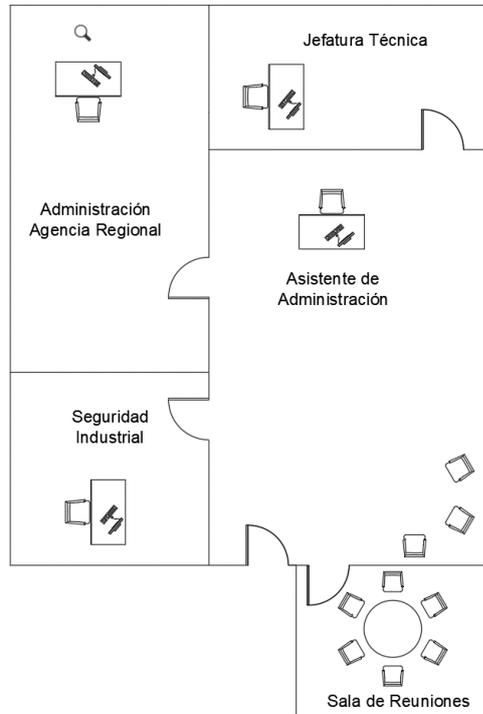 Jefatura Técnica
Administración
Agencia Regional
Asistente de
Administración
Seguridad
Industrial
Sala de Reuniones